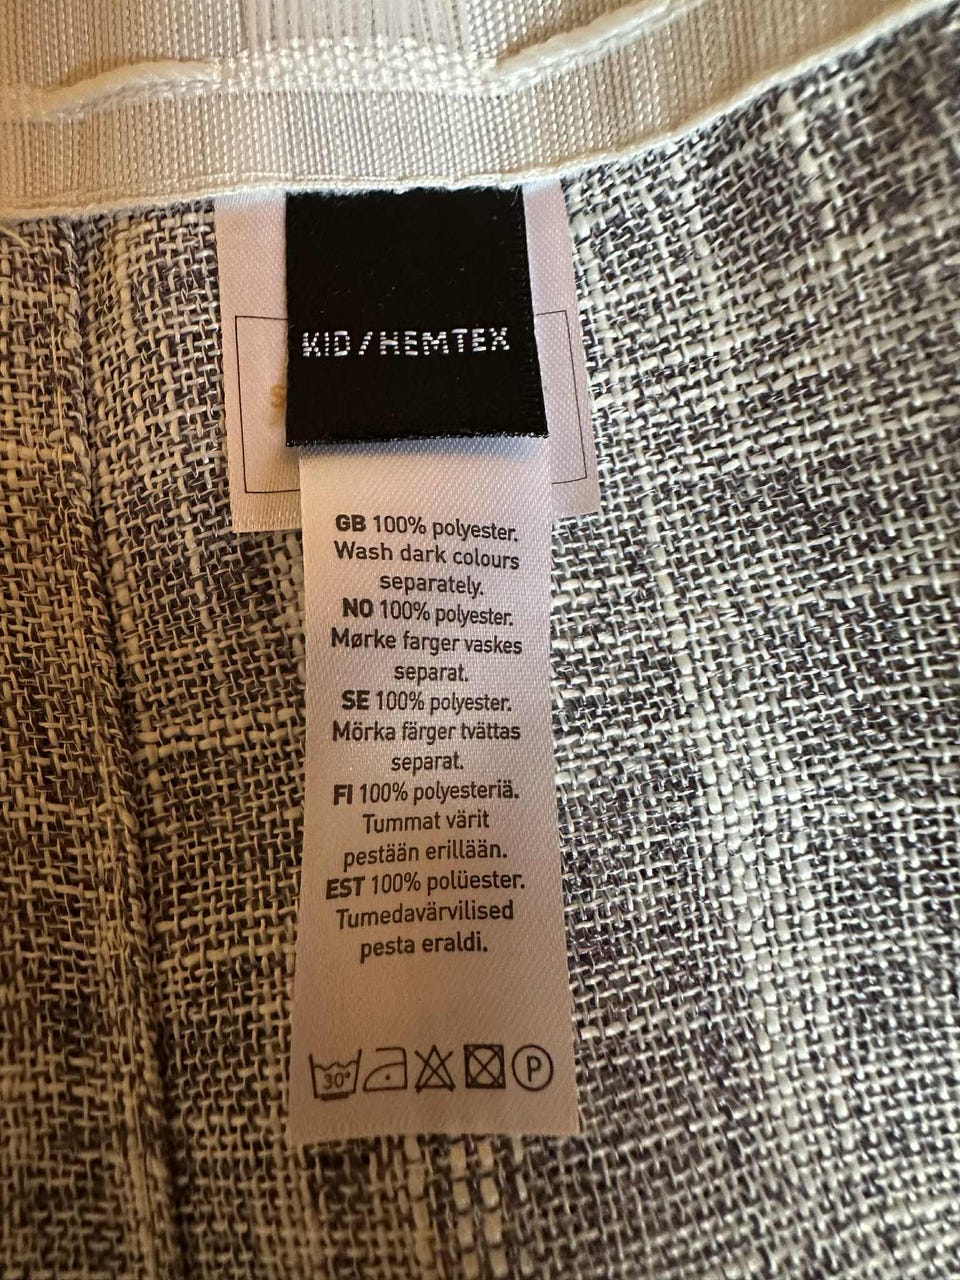 KID/HEMTEX
GB 100% polyester.
Wash dark colours
separately.
NO 100% polyester.
Mørke farger vaskes
separat.
SE 100% polyester.
Mörka färger tvättas
separat.
FI 100% polyesteriä.
Tummat värit
pestään erillään.
EST 100% polüester.
Tumedavärvilised
pesta eraldi.
30° P